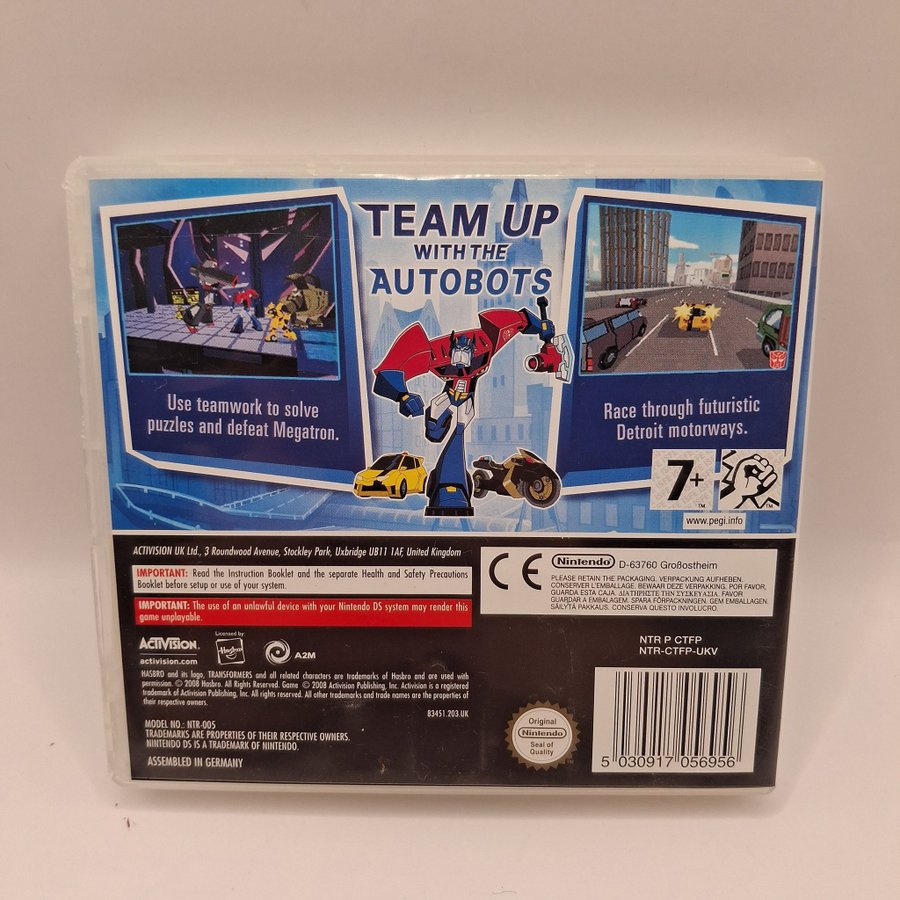 TEAM UP
WITH THE
AUTOBOTS
Use teamwork to solve
puzzles and defeat Megatron.
Race through futuristic
Detroit motorways.
7+
TM
TM
www.pegi.info
ACTIVISION UK Ltd., 3 Roundwood Avenue, Stockley Park, Uxbridge UB11 1AF, United Kingdom
IMPORTANT: Read the Instruction Booklet and the separate Health and Safety Precautions
Booklet before setup or use of your system.
IMPORTANT: The use of an unlawful device with your Nintendo DS system may render this
game unplayable.
CE
Nintendo
D-63760 Großostheim
PLEASE RETAIN THE PACKAGING. VERPACKUNG AUFHEBEN.
CONSERVER L'EMBALLAGE. BEWAAR DEZE VERPAKKING. POR FAVOR,
GUARDA ESTA CAJA. ΔΙΑΤΗΡΗΣΤΕ ΤΗΝ ΣΥΣΚΕΥΑΣΙΑ. FAVOR
GUARDAR A EMBALAGEM. SPARA FÖRPACKNINGEN. GEM EMBALLAGEN.
SÄILYTÄ PAKKAUS. CONSERVA QUESTO INVOLUCRO.
NTR P CTFP
NTR-CTFP-UKV
ACTIVISION.
activision.com
Licensed by:
Hasbro
A2M
HASBRO and its logo, TRANSFORMERS and all related characters are trademarks of Hasbro and are used with
permission. © 2008 Hasbro. All Rights Reserved. Game © 2008 Activision Publishing, Inc. Activision is a registered
trademark of Activision Publishing, Inc. All rights reserved. All other trademarks and trade names are the properties of
their respective owners.
83451.203.UK
MODEL NO.: NTR-005
TRADEMARKS ARE PROPERTIES OF THEIR RESPECTIVE OWNERS.
NINTENDO DS IS A TRADEMARK OF NINTENDO.
ASSEMBLED IN GERMANY
Original
Nintendo
Seal of
Quality
TM
5 030917 056956